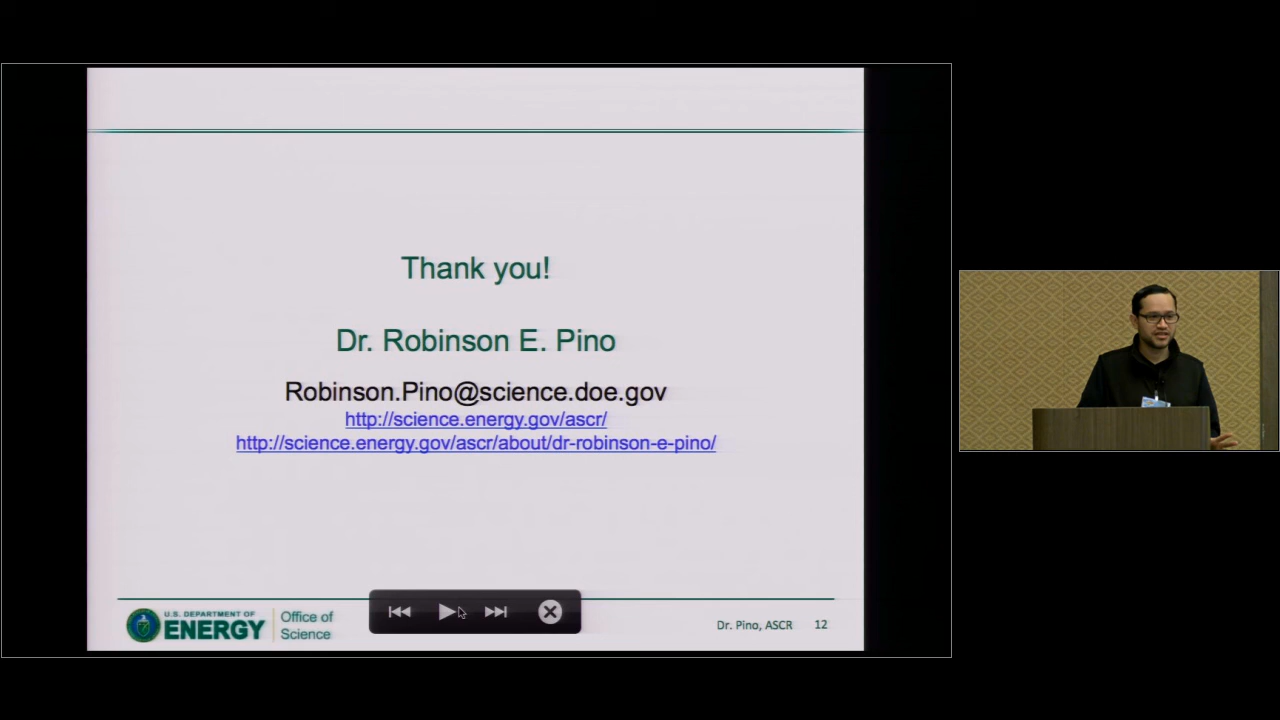 Thank you!
Dr. Robinson E. Pino
Robinson.Pino@science.doe.gov
http://science.energy.gov/ascr/
http://science.energy.gov/ascr/about/dr-robinson-e-pino/
U.S. DEPARTMENT OF
ENERGY
Office of
Science
Dr. Pino, ASCR 12